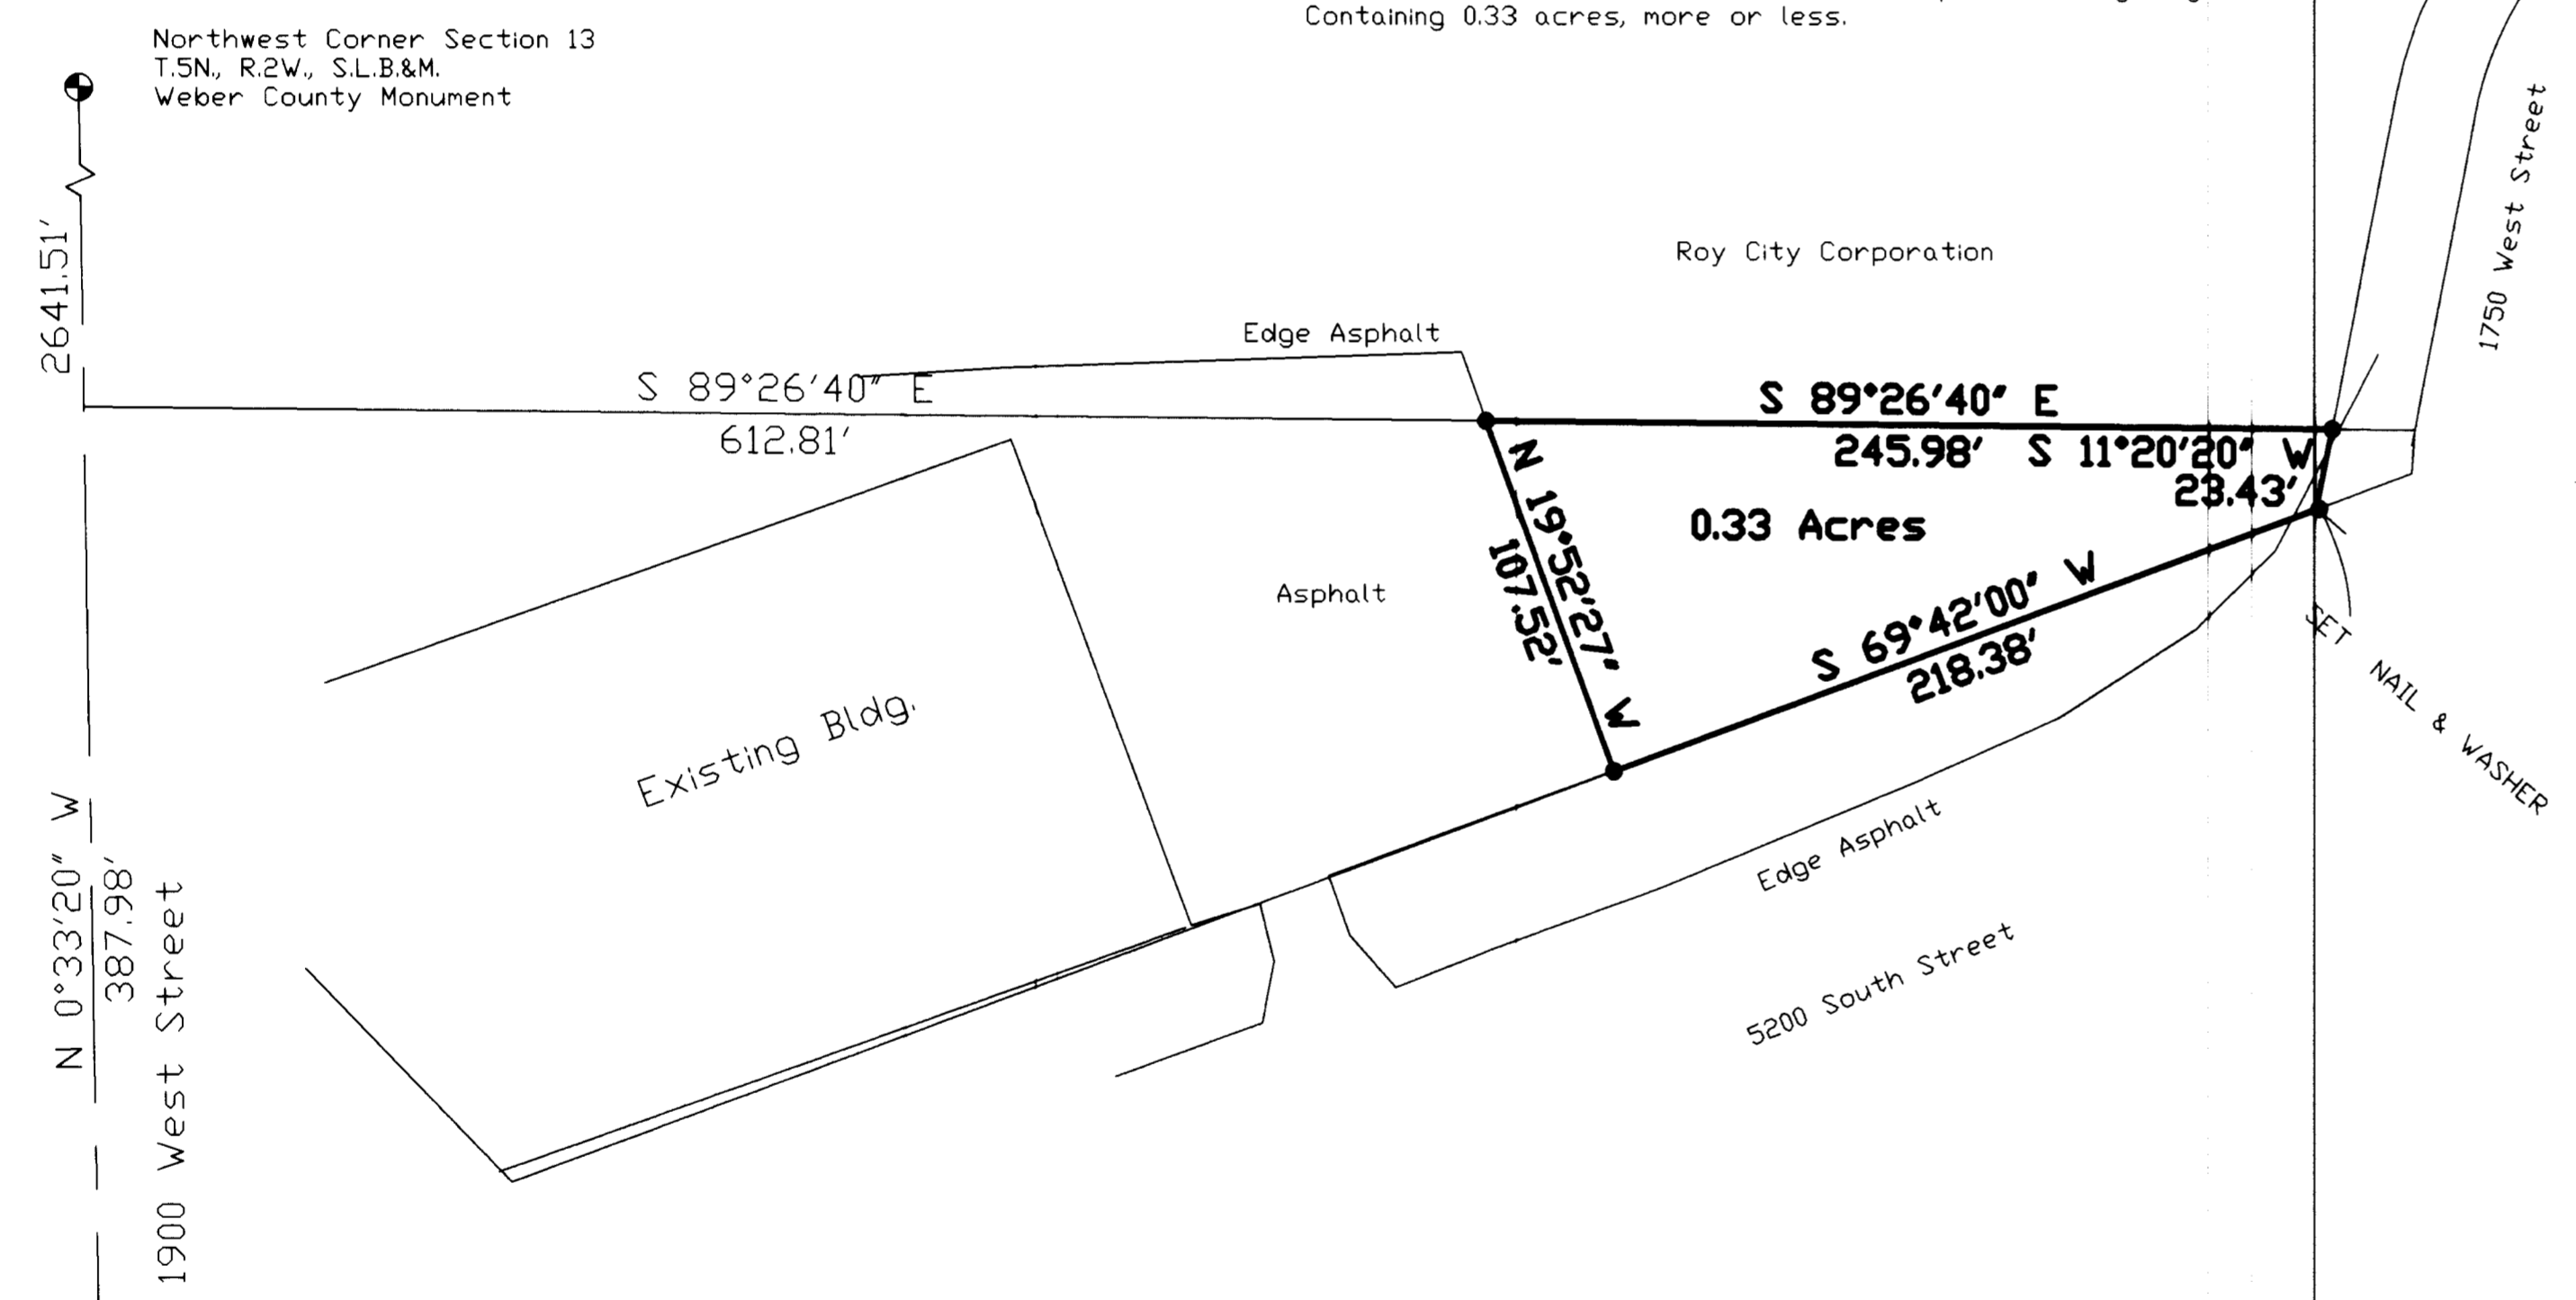 Containing 0.33 acres, more or less.
Northwest Corner Section 13
T.5N., R.2W., S.L.B.&M.
Weber County Monument
2641.51'
1750 West Street
Roy City Corporation
Edge Asphalt
S 89°26'40" E
612.81'
S 89°26'40" E
245.98'
S 11°20'20" W
23.43'
N 19°52'27" W
107.52'
0.33 Acres
Asphalt
S 69°42'00" W
218.38'
SET NAIL & WASHER
Existing Bldg.
Edge Asphalt
5200 South Street
N 0°33'20" W
387.98'
1900 West Street